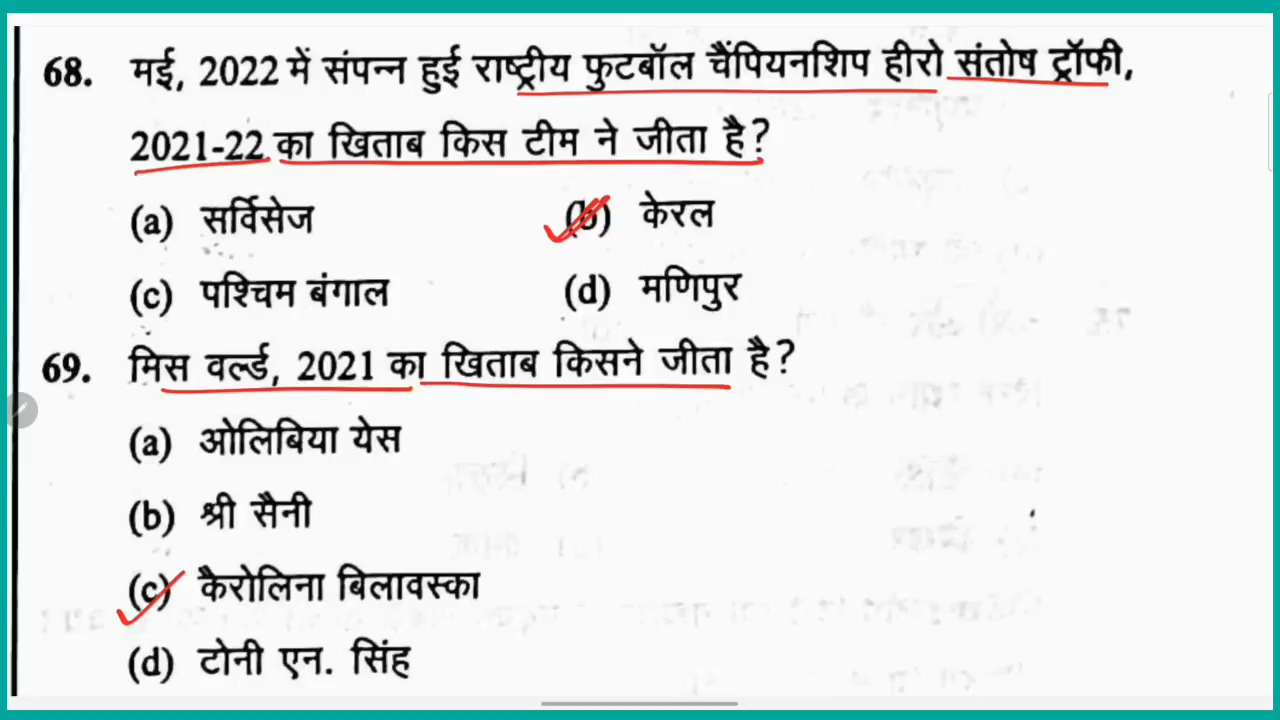 68. मई, 2022 में संपन्न हुई राष्ट्रीय फुटबॉल चैंपियनशिप हीरो संतोष ट्रॉफी,
2021-22 का खिताब किस टीम ने जीता है?
(a) सर्विसेज (b) केरल
(c) पश्चिम बंगाल (d) मणिपुर
69. मिस वर्ल्ड, 2021 का खिताब किसने जीता है?
(a) ओलिबिया येस
(b) श्री सैनी
(c) कैरोलिना बिलावस्का
(d) टोनी एन. सिंह